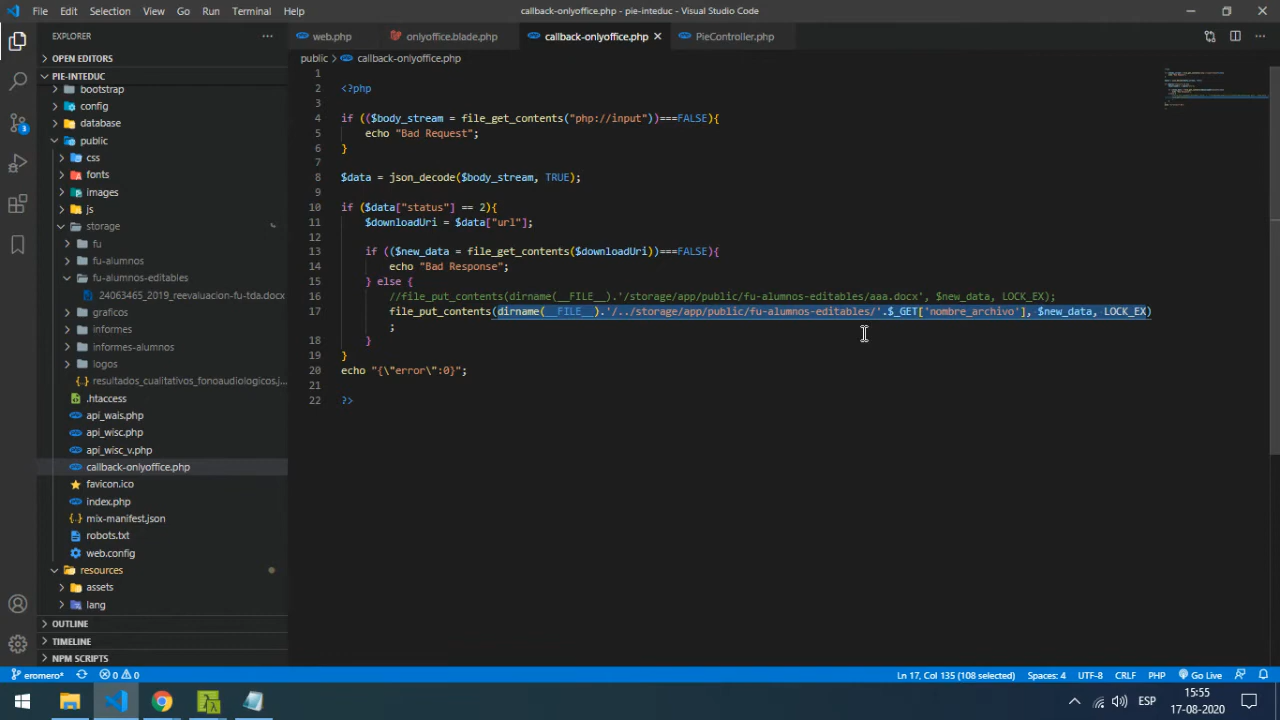 File Edit Selection View Go Run Terminal Help
callback-onlyoffice.php - pie-inteduc - Visual Studio Code
EXPLORER
web.php
onlyoffice.blade.php
callback-onlyoffice.php
PieController.php
public > callback-onlyoffice.php
OPEN EDITORS
PIE-INTEDUC
bootstrap
config
database
public
css
fonts
images
js
storage
fu
fu-alumnos
fu-alumnos-editables
24063465_2019_reevaluacion-fu-tda.docx
graficos
informes
informes-alumnos
logos
resultados_cualitativos_fonoaudiologicos.j...
.htaccess
api_wais.php
api_wisc.php
api_wisc_v.php
callback-onlyoffice.php
favicon.ico
index.php
mix-manifest.json
robots.txt
web.config
resources
assets
lang
OUTLINE
TIMELINE
NPM SCRIPTS
1
2 <?php
3
4 if (($body_stream = file_get_contents("php://input"))===FALSE){
5 echo "Bad Request";
6 }
7
8 $data = json_decode($body_stream, TRUE);
9
10 if ($data["status"] == 2){
11 $downloadUri = $data["url"];
12
13 if (($new_data = file_get_contents($downloadUri))===FALSE){
14 echo "Bad Response";
15 } else {
16 //file_put_contents(dirname(__FILE__).'/storage/app/public/fu-alumnos-editables/aaa.docx', $new_data, LOCK_EX);
17 file_put_contents(dirname(__FILE__).'/../storage/app/public/fu-alumnos-editables/'.$_GET['nombre_archivo'], $new_data, LOCK_EX)
;
18 }
19 }
20 echo "{\"error\":0}";
21
22 ?>
3
eromero* 0 0
Ln 17, Col 135 (108 selected) Spaces: 4 UTF-8 CRLF PHP Go Live
ESP
15:55
17-08-2020